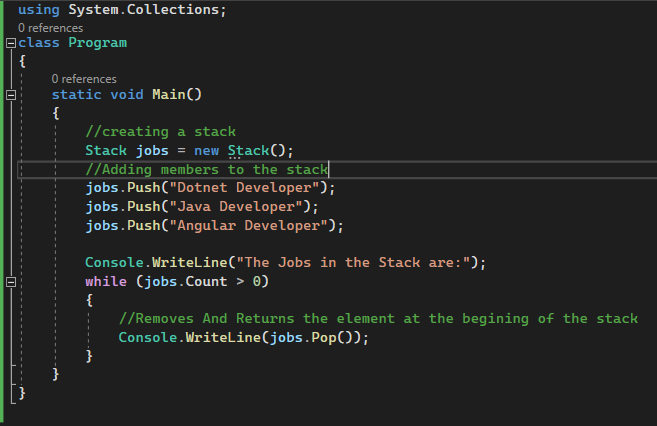 using System.Collections;
0 references
class Program
{
0 references
static void Main()
{
//creating a stack
Stack jobs = new Stack();
//Adding members to the stack
jobs.Push("Dotnet Developer");
jobs.Push("Java Developer");
jobs.Push("Angular Developer");
Console.WriteLine("The Jobs in the Stack are:");
while (jobs.Count > 0)
{
//Removes And Returns the element at the begining of the stack
Console.WriteLine(jobs.Pop());
}
}
}